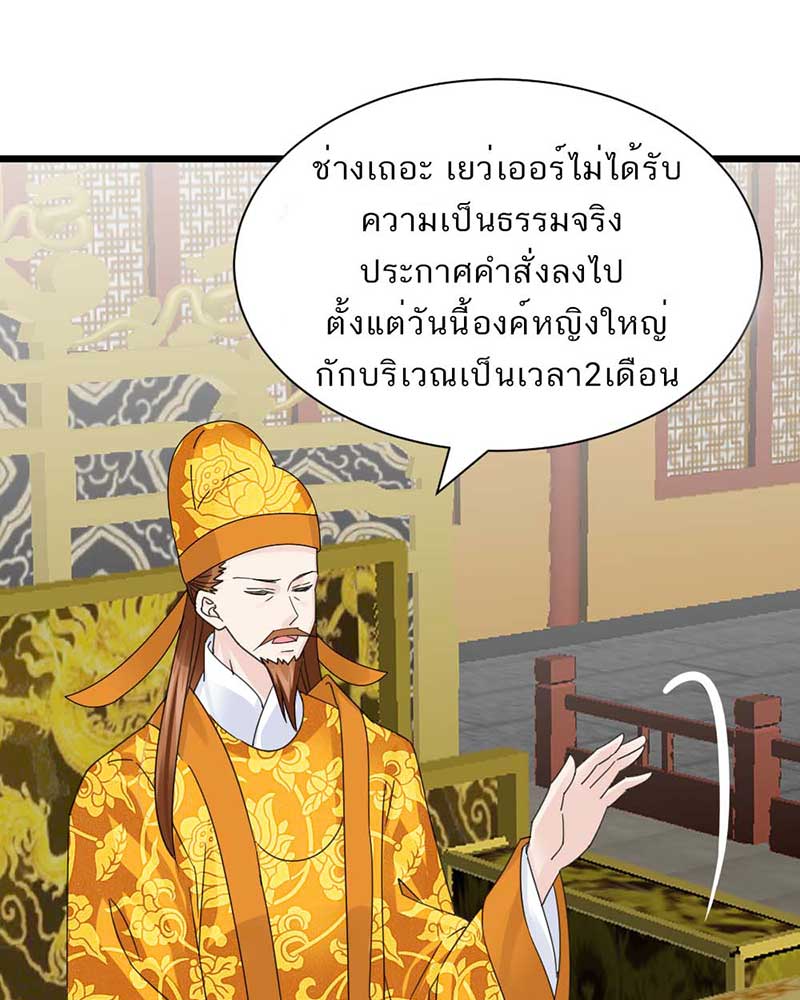 ช่างเถอะ เยว่เออร์ไม่ได้รับ
ความเป็นธรรมจริง
ประกาศคำสั่งลงไป
ตั้งแต่วันนี้องค์หญิงใหญ่
กักบริเวณเป็นเวลา2เดือน